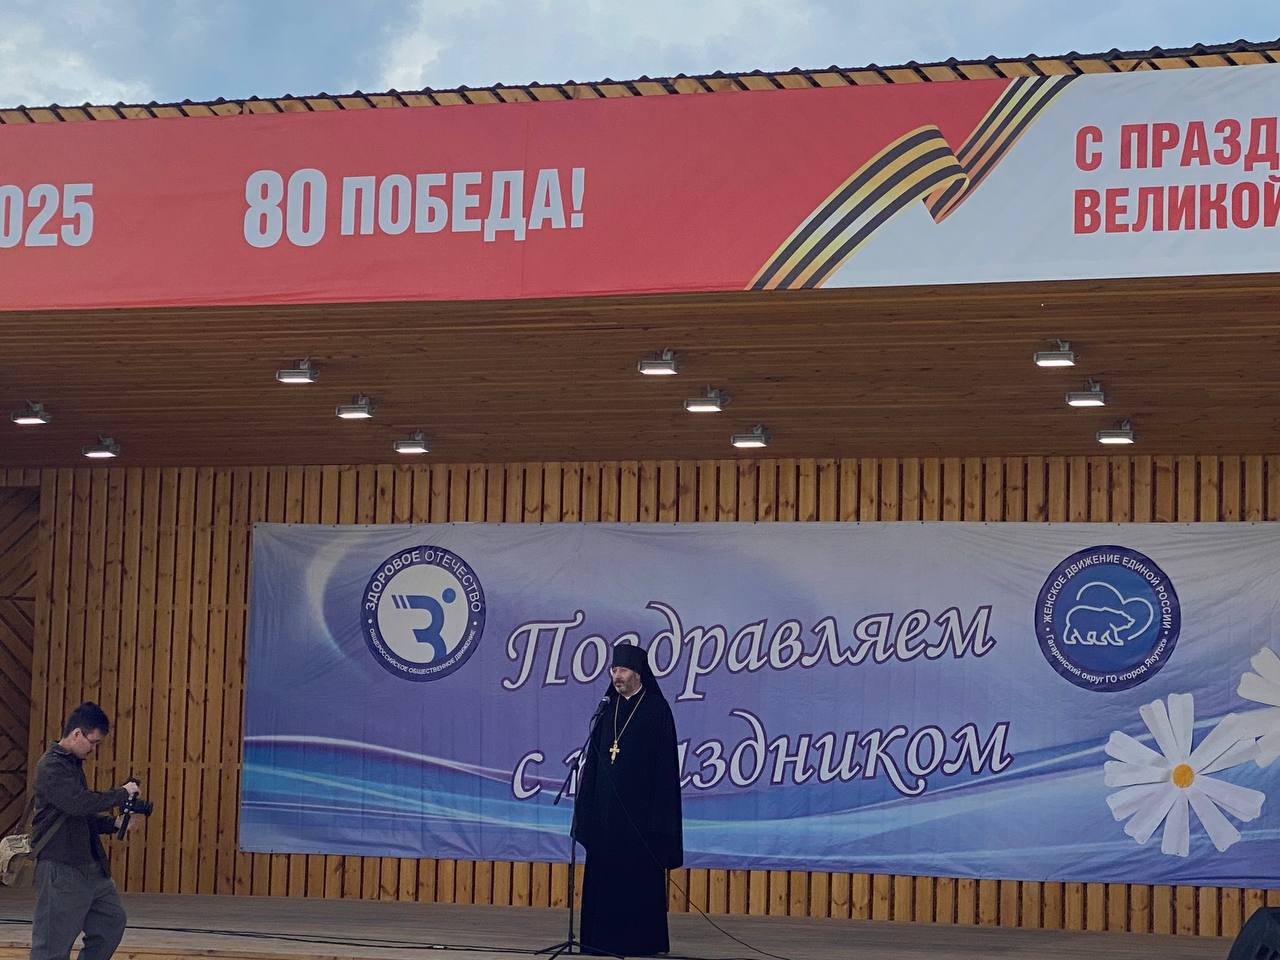 025
80 ПОБЕДА!
С ПРАЗД
ВЕЛИКОЙ
ЗДОРОВОЕ ОТЕЧЕСТВО
ОБЩЕРОССИЙСКОЕ ОБЩЕСТВЕННОЕ ДВИЖЕНИЕ
Поздравляем
с праздником
ЖЕНСКОЕ ДВИЖЕНИЕ ЕДИНОЙ РОССИИ
Гагаринский округ ГО «город Якутск»